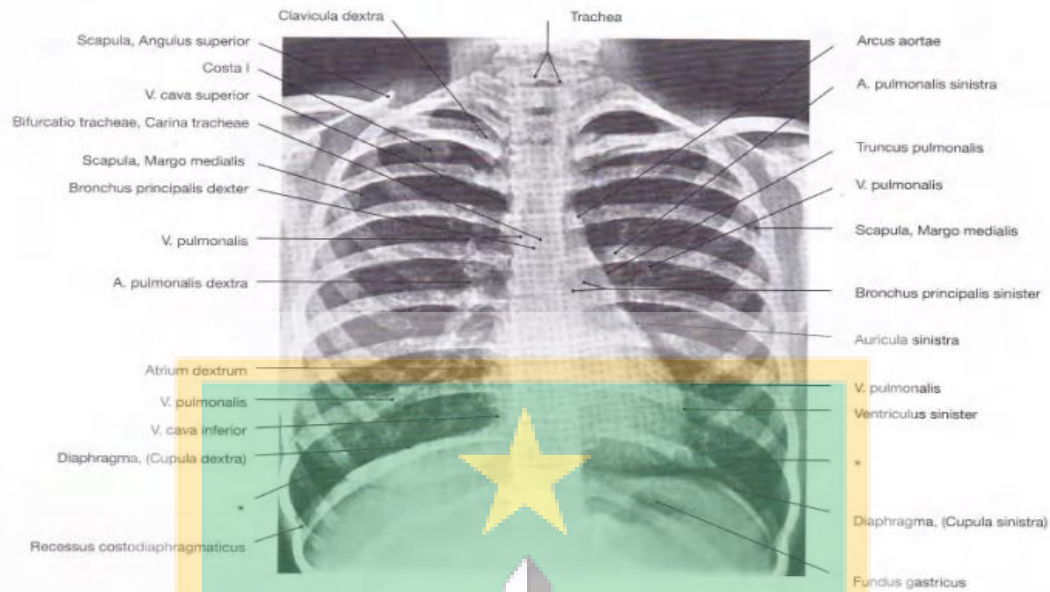 Clavicula dextra
Trachea
Scapula, Angulus superior
Costa I
V. cava superior
Bifurcatio tracheae, Carina tracheae
Scapula, Margo medialis
Bronchus principalis dexter
V. pulmonalis
A. pulmonalis dextra
Atrium dextrum
V. pulmonalis
V. cava inferior
Diaphragma, (Cupula dextra)
*
Recessus costodiaphragmaticus
Arcus aortae
A. pulmonalis sinistra
Truncus pulmonalis
V. pulmonalis
Scapula, Margo medialis
Bronchus principalis sinister
Auricula sinistra
V. pulmonalis
Ventriculus sinister
*
Diaphragma, (Cupula sinistra)
Fundus gastricus